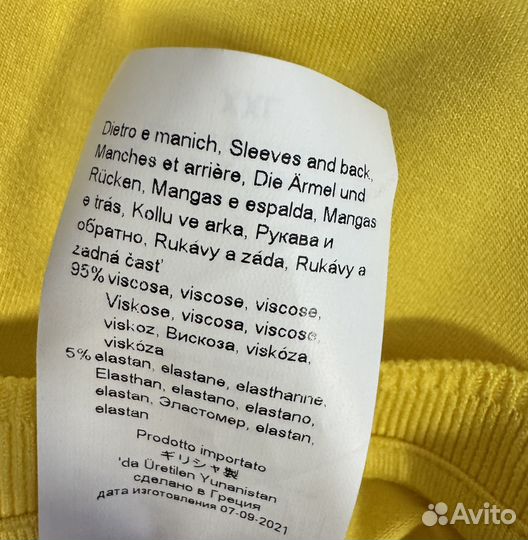 Dietro e manich, Sleeves and back,
Manches et arrière, Die Ärmel und
Rücken, Mangas e espalda, Mangas
e trás, Kollu ve arka, Рукава и
обратно, Rukávy a záda, Rukávy a
zadná časť
95% viscosa, viscose, viscose,
Viskose, viscosa, viscose,
viskoz, Вискоза, viskóza,
viskóza
5% elastan, elastane, elasthanne,
Elasthan, elastano, elastano,
elastan, Эластомер, elastan,
elastan
Prodotto importato
ギリシャ製
'da Üretilen Yunanistan
сделано в Греция
дата изготовления 07-09-2021
Avito